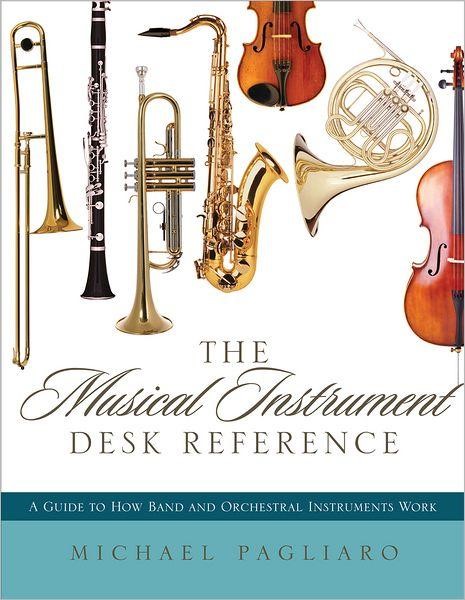 THE
Musical Instrument
DESK REFERENCE
A GUIDE TO HOW BAND AND ORCHESTRAL INSTRUMENTS WORK
MICHAEL PAGLIARO